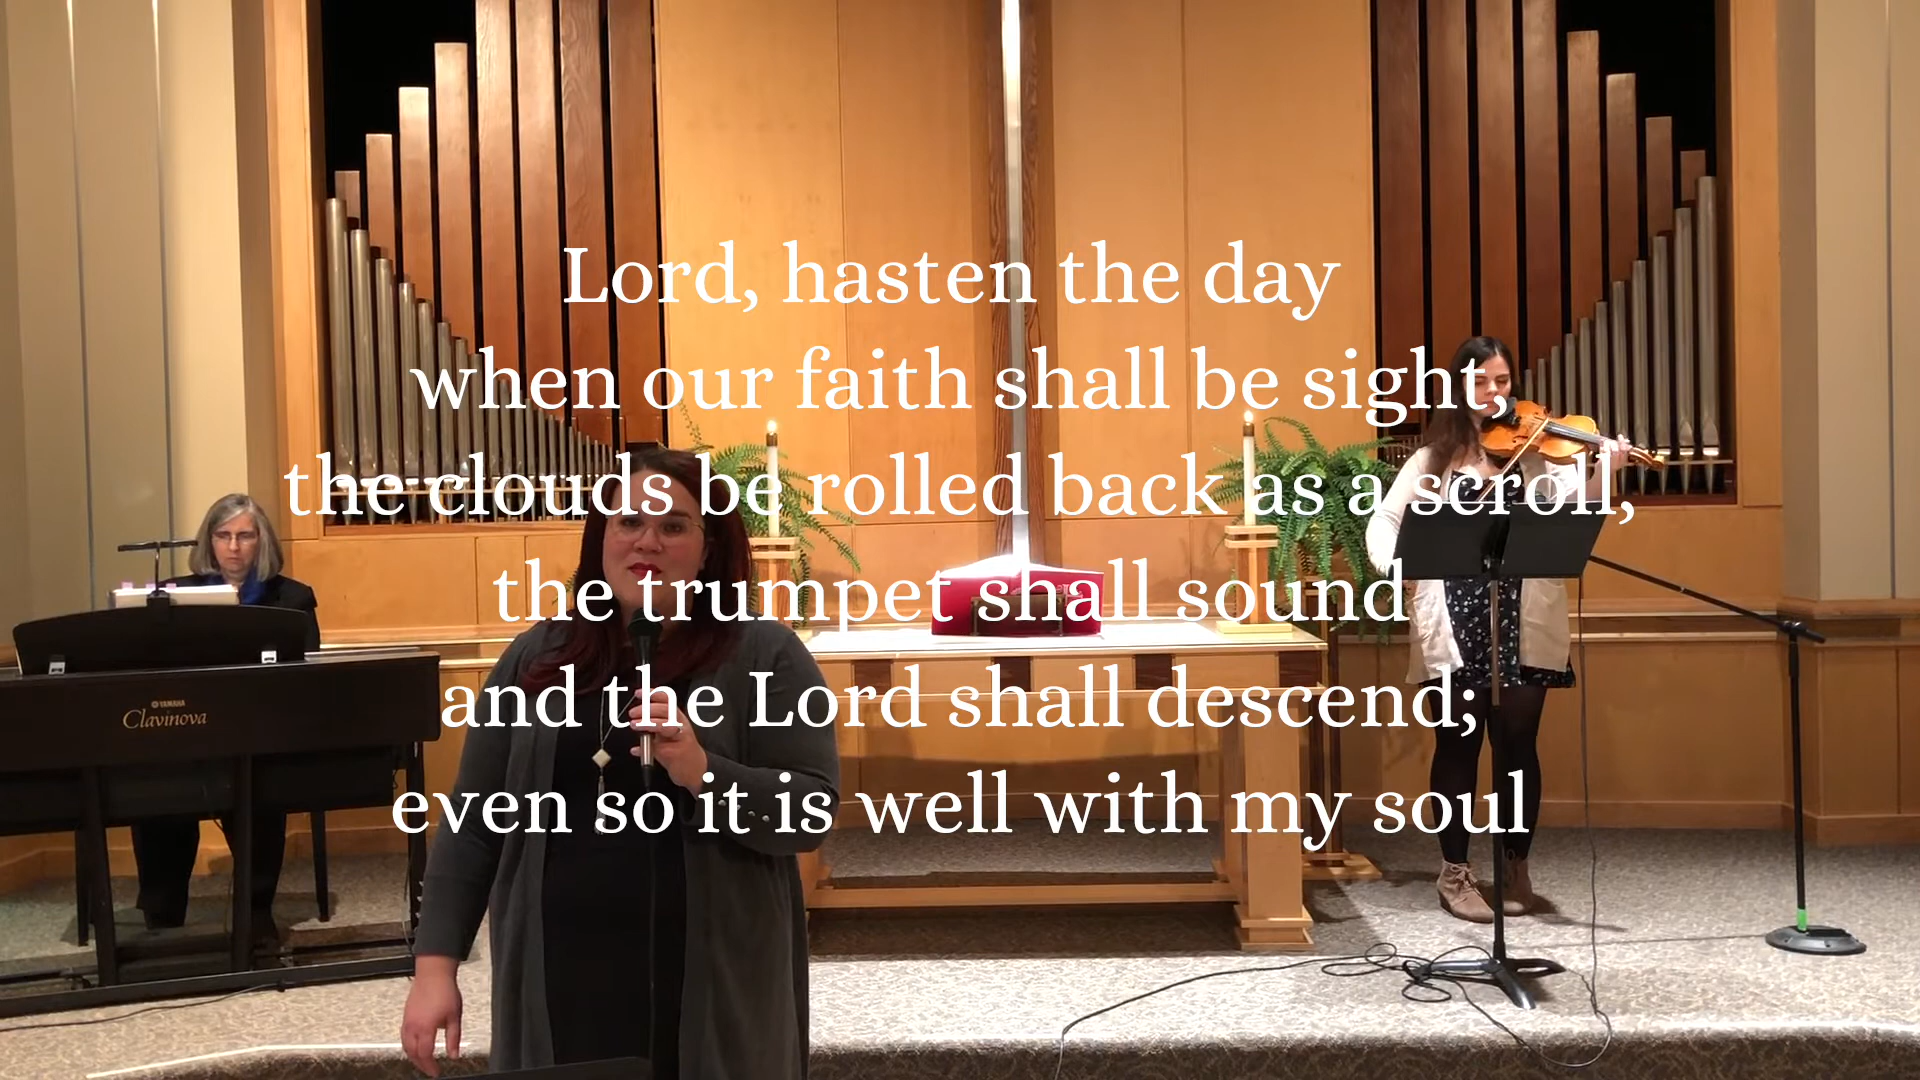 Lord, hasten the day
when our faith shall be sight,
the clouds be rolled back as a scroll,
the trumpet shall sound
and the Lord shall descend;
even so it is well with my soul
YAMAHA
Clavinova